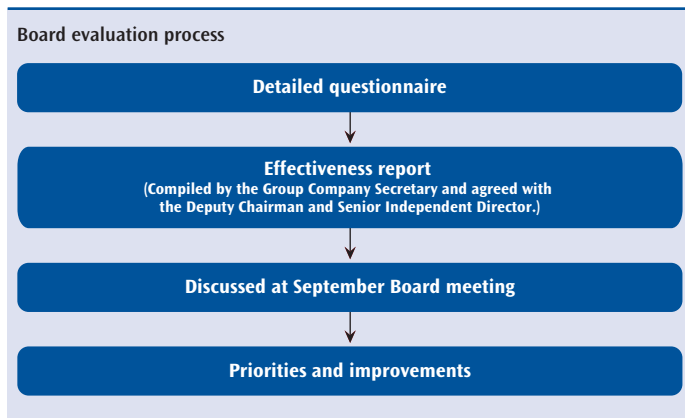 Board evaluation process
Detailed questionnaire
Effectiveness report
(Compiled by the Group Company Secretary and agreed with
the Deputy Chairman and Senior Independent Director.)
Discussed at September Board meeting
Priorities and improvements